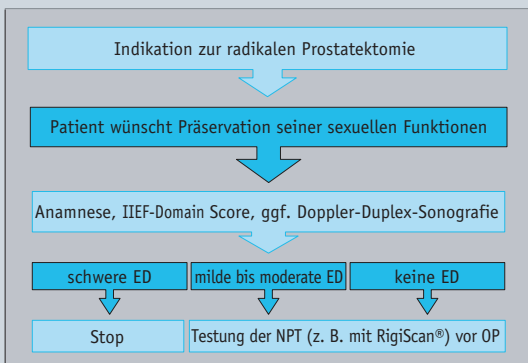 Indikation zur radikalen Prostatektomie
Patient wünscht Präservation seiner sexuellen Funktionen
Anamnese, IIEF-Domain Score, ggf. Doppler-Duplex-Sonografie
schwere ED
milde bis moderate ED
keine ED
Stop
Testung der NPT (z. B. mit RigiScan®) vor OP